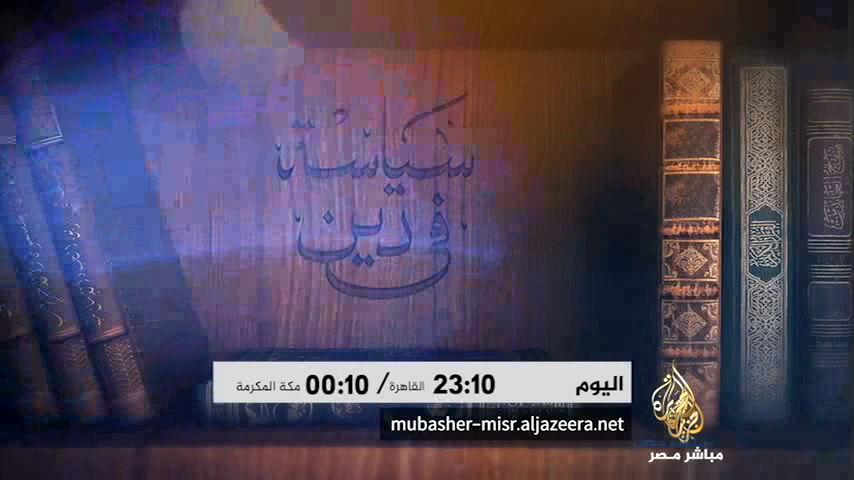 سياسة
في دين
اليوم 23:10 القاهرة / 00:10 مكة المكرمة
mubasher-misr.aljazeera.net
الجزيرة
مباشر مصر